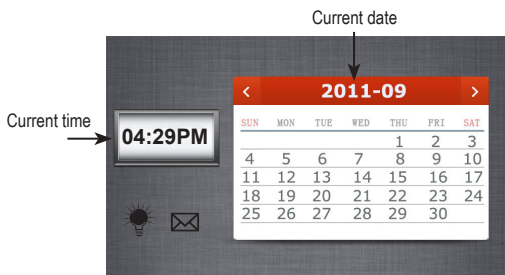 Current date
< 2011-09 >
Current time
04:29PM
SUN MON TUE WED THU FRI SAT
1 2 3
4 5 6 7 8 9 10
11 12 13 14 15 16 17
18 19 20 21 22 23 24
25 26 27 28 29 30